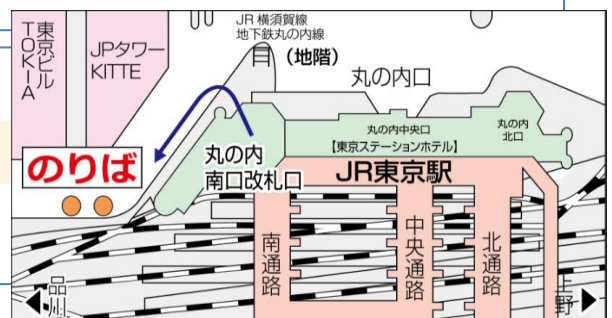 東京ビル
TOKIA
JPタワー
KITTE
JR 横須賀線
地下鉄丸の内線
(地階)
丸の内口
丸の内中央口
【東京ステーションホテル】
丸の内
北口
のりば
丸の内
南口改札口
JR東京駅
南通路
中央通路
北通路
品川
上野